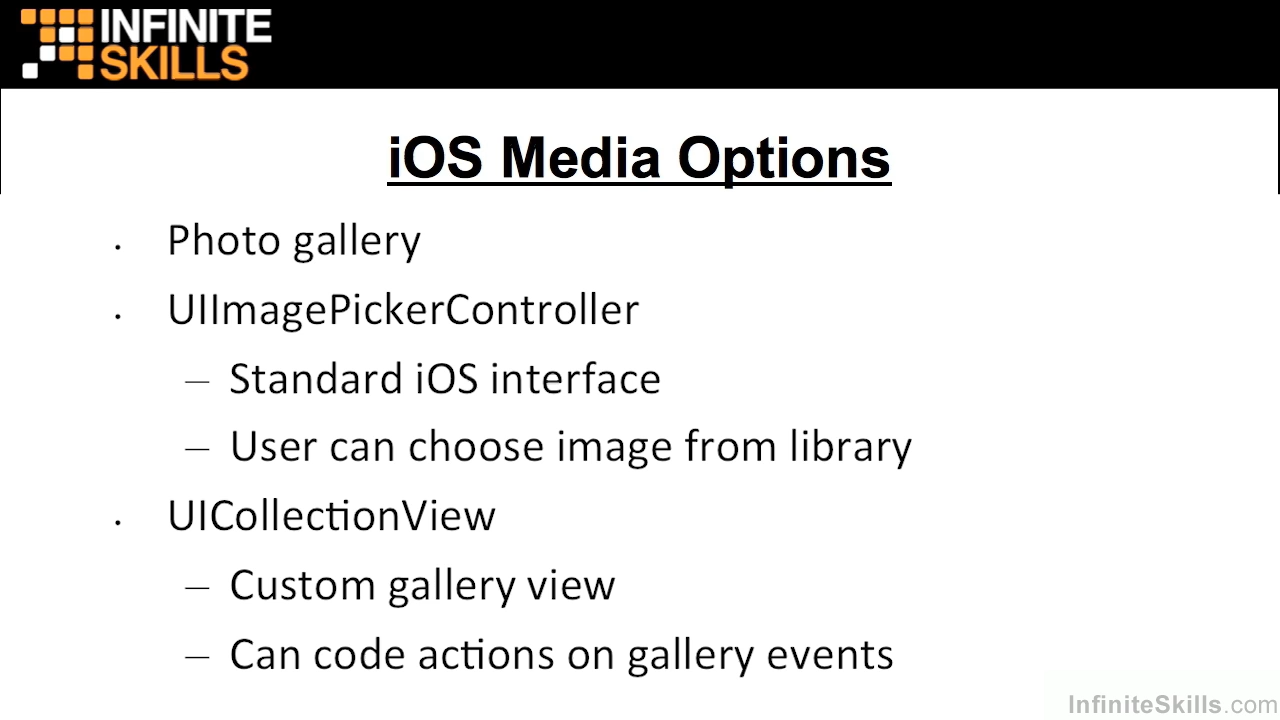 INFINITE
SKILLS
iOS Media Options
· Photo gallery
· UIImagePickerController
– Standard iOS interface
– User can choose image from library
· UICollectionView
– Custom gallery view
– Can code actions on gallery events
InfiniteSkills.com